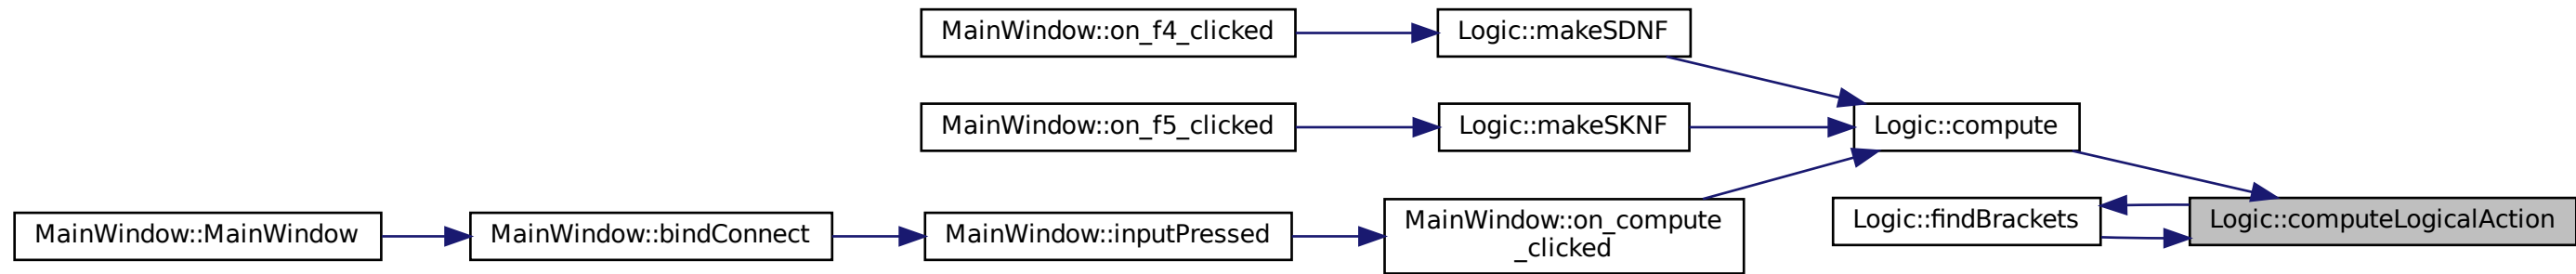 MainWindow::on_f4_clicked
Logic::makeSDNF
MainWindow::on_f5_clicked
Logic::makeSKNF
Logic::compute
MainWindow::MainWindow
MainWindow::bindConnect
MainWindow::inputPressed
MainWindow::on_compute
_clicked
Logic::findBrackets
Logic::computeLogicalAction